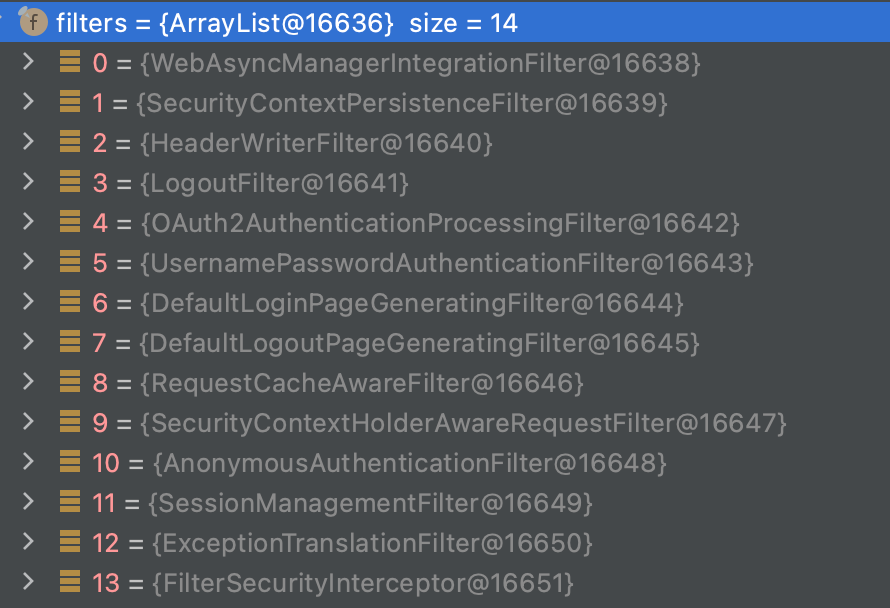 f filters = {ArrayList@16636} size = 14
0 = {WebAsyncManagerIntegrationFilter@16638}
1 = {SecurityContextPersistenceFilter@16639}
2 = {HeaderWriterFilter@16640}
3 = {LogoutFilter@16641}
4 = {OAuth2AuthenticationProcessingFilter@16642}
5 = {UsernamePasswordAuthenticationFilter@16643}
6 = {DefaultLoginPageGeneratingFilter@16644}
7 = {DefaultLogoutPageGeneratingFilter@16645}
8 = {RequestCacheAwareFilter@16646}
9 = {SecurityContextHolderAwareRequestFilter@16647}
10 = {AnonymousAuthenticationFilter@16648}
11 = {SessionManagementFilter@16649}
12 = {ExceptionTranslationFilter@16650}
13 = {FilterSecurityInterceptor@16651}